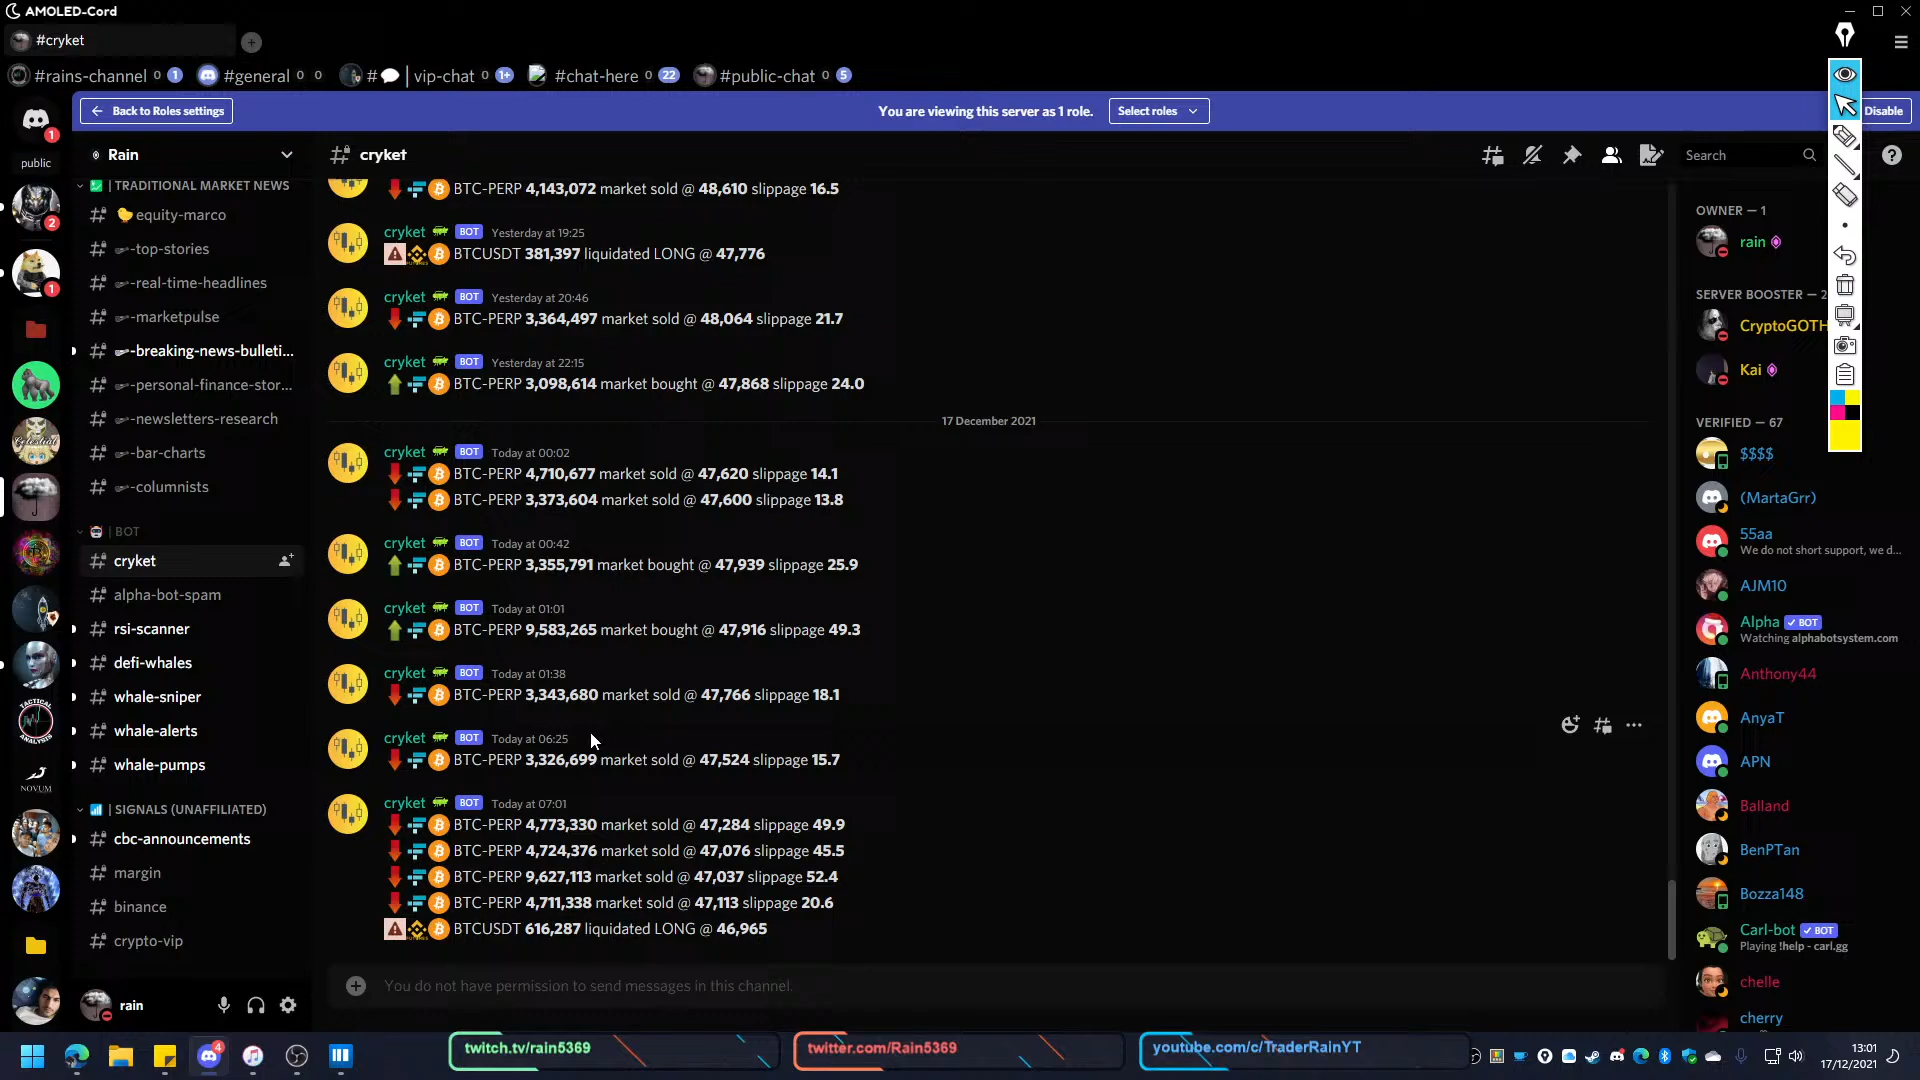 AMOLED-Cord
#cryket
#rains-channel 0 1 #general 0 0 # | vip-chat 0 1+ #chat-here 0 22 #public-chat 0 5
Back to Roles settings
You are viewing this server as 1 role.
Select roles
Disable
public
Rain
| TRADITIONAL MARKET NEWS
equity-marco
-top-stories
-real-time-headlines
-marketpulse
-breaking-news-bulleti...
-personal-finance-stor...
-newsletters-research
-bar-charts
-columnists
| BOT
cryket
alpha-bot-spam
rsi-scanner
defi-whales
whale-sniper
whale-alerts
whale-pumps
| SIGNALS (UNAFFILIATED)
cbc-announcements
margin
binance
crypto-vip
rain
1
2
1
Celestial
TACTICAL
ANALYSIS
NOVUM
cryket
Search
BTC-PERP 4,143,072 market sold @ 48,610 slippage 16.5
cryket BOT Yesterday at 19:25
BTCUSDT 381,397 liquidated LONG @ 47,776
cryket BOT Yesterday at 20:46
BTC-PERP 3,364,497 market sold @ 48,064 slippage 21.7
cryket BOT Yesterday at 22:15
BTC-PERP 3,098,614 market bought @ 47,868 slippage 24.0
17 December 2021
cryket BOT Today at 00:02
BTC-PERP 4,710,677 market sold @ 47,620 slippage 14.1
BTC-PERP 3,373,604 market sold @ 47,600 slippage 13.8
cryket BOT Today at 00:42
BTC-PERP 3,355,791 market bought @ 47,939 slippage 25.9
cryket BOT Today at 01:01
BTC-PERP 9,583,265 market bought @ 47,916 slippage 49.3
cryket BOT Today at 01:38
BTC-PERP 3,343,680 market sold @ 47,766 slippage 18.1
cryket BOT Today at 06:25
BTC-PERP 3,326,699 market sold @ 47,524 slippage 15.7
cryket BOT Today at 07:01
BTC-PERP 4,773,330 market sold @ 47,284 slippage 49.9
BTC-PERP 4,724,376 market sold @ 47,076 slippage 45.5
BTC-PERP 9,627,113 market sold @ 47,037 slippage 52.4
BTC-PERP 4,711,338 market sold @ 47,113 slippage 20.6
BTCUSDT 616,287 liquidated LONG @ 46,965
You do not have permission to send messages in this channel.
OWNER — 1
rain
SERVER BOOSTER — 2
CryptoGOTH
Kai
VERIFIED — 67
$$$$
(MartaGrr)
55aa
We do not short support, we d...
AJM10
Alpha BOT
Watching alphabotsystem.com
Anthony44
AnyaT
APN
Balland
BenPTan
Bozza148
Carl-bot BOT
Playing !help - carl.gg
chelle
cherry
4
twitch.tv/rain5369
twitter.com/Rain5369
youtube.com/c/TraderRainYT
13:01
17/12/2021